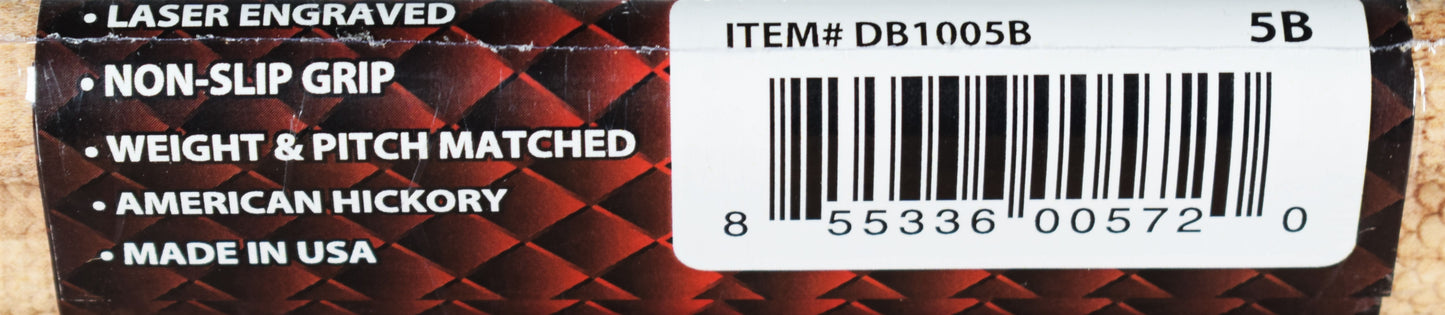 • LASER ENGRAVED
• NON-SLIP GRIP
• WEIGHT & PITCH MATCHED
• AMERICAN HICKORY
• MADE IN USA
ITEM# DB1005B 5B
8 55336 00572 0